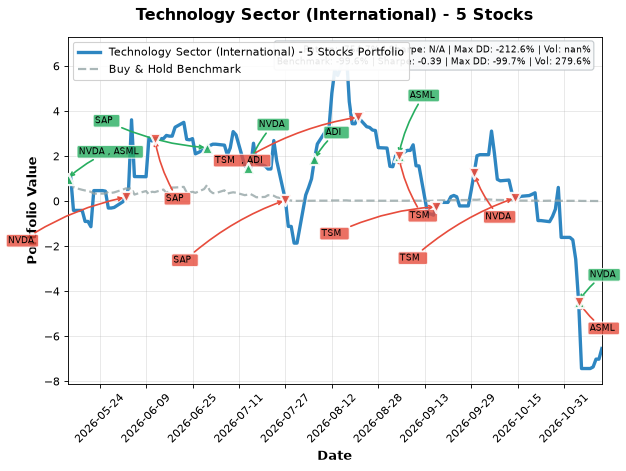 Technology Sector (International) - 5 Stocks
Technology Sector (International) - 5 Stocks Portfolio
Buy & Hold Benchmark
rpe: N/A | Max DD: -212.6% | Vol: nan%
Benchmark: -99.6% | Sharpe: -0.39 | Max DD: -99.7% | Vol: 279.6%
Portfolio Value
6
4
2
0
−2
−4
−6
−8
SAP
NVDA , ASML
NVDA
SAP
SAP
TSM
ADJ
NVDA
ADJ
TSM
ASML
TSM
TSM
NVDA
NVDA
ASML
2026-05-24
2026-06-09
2026-06-25
2026-07-11
2026-07-27
2026-08-12
2026-08-28
2026-09-13
2026-09-29
2026-10-15
2026-10-31
Date